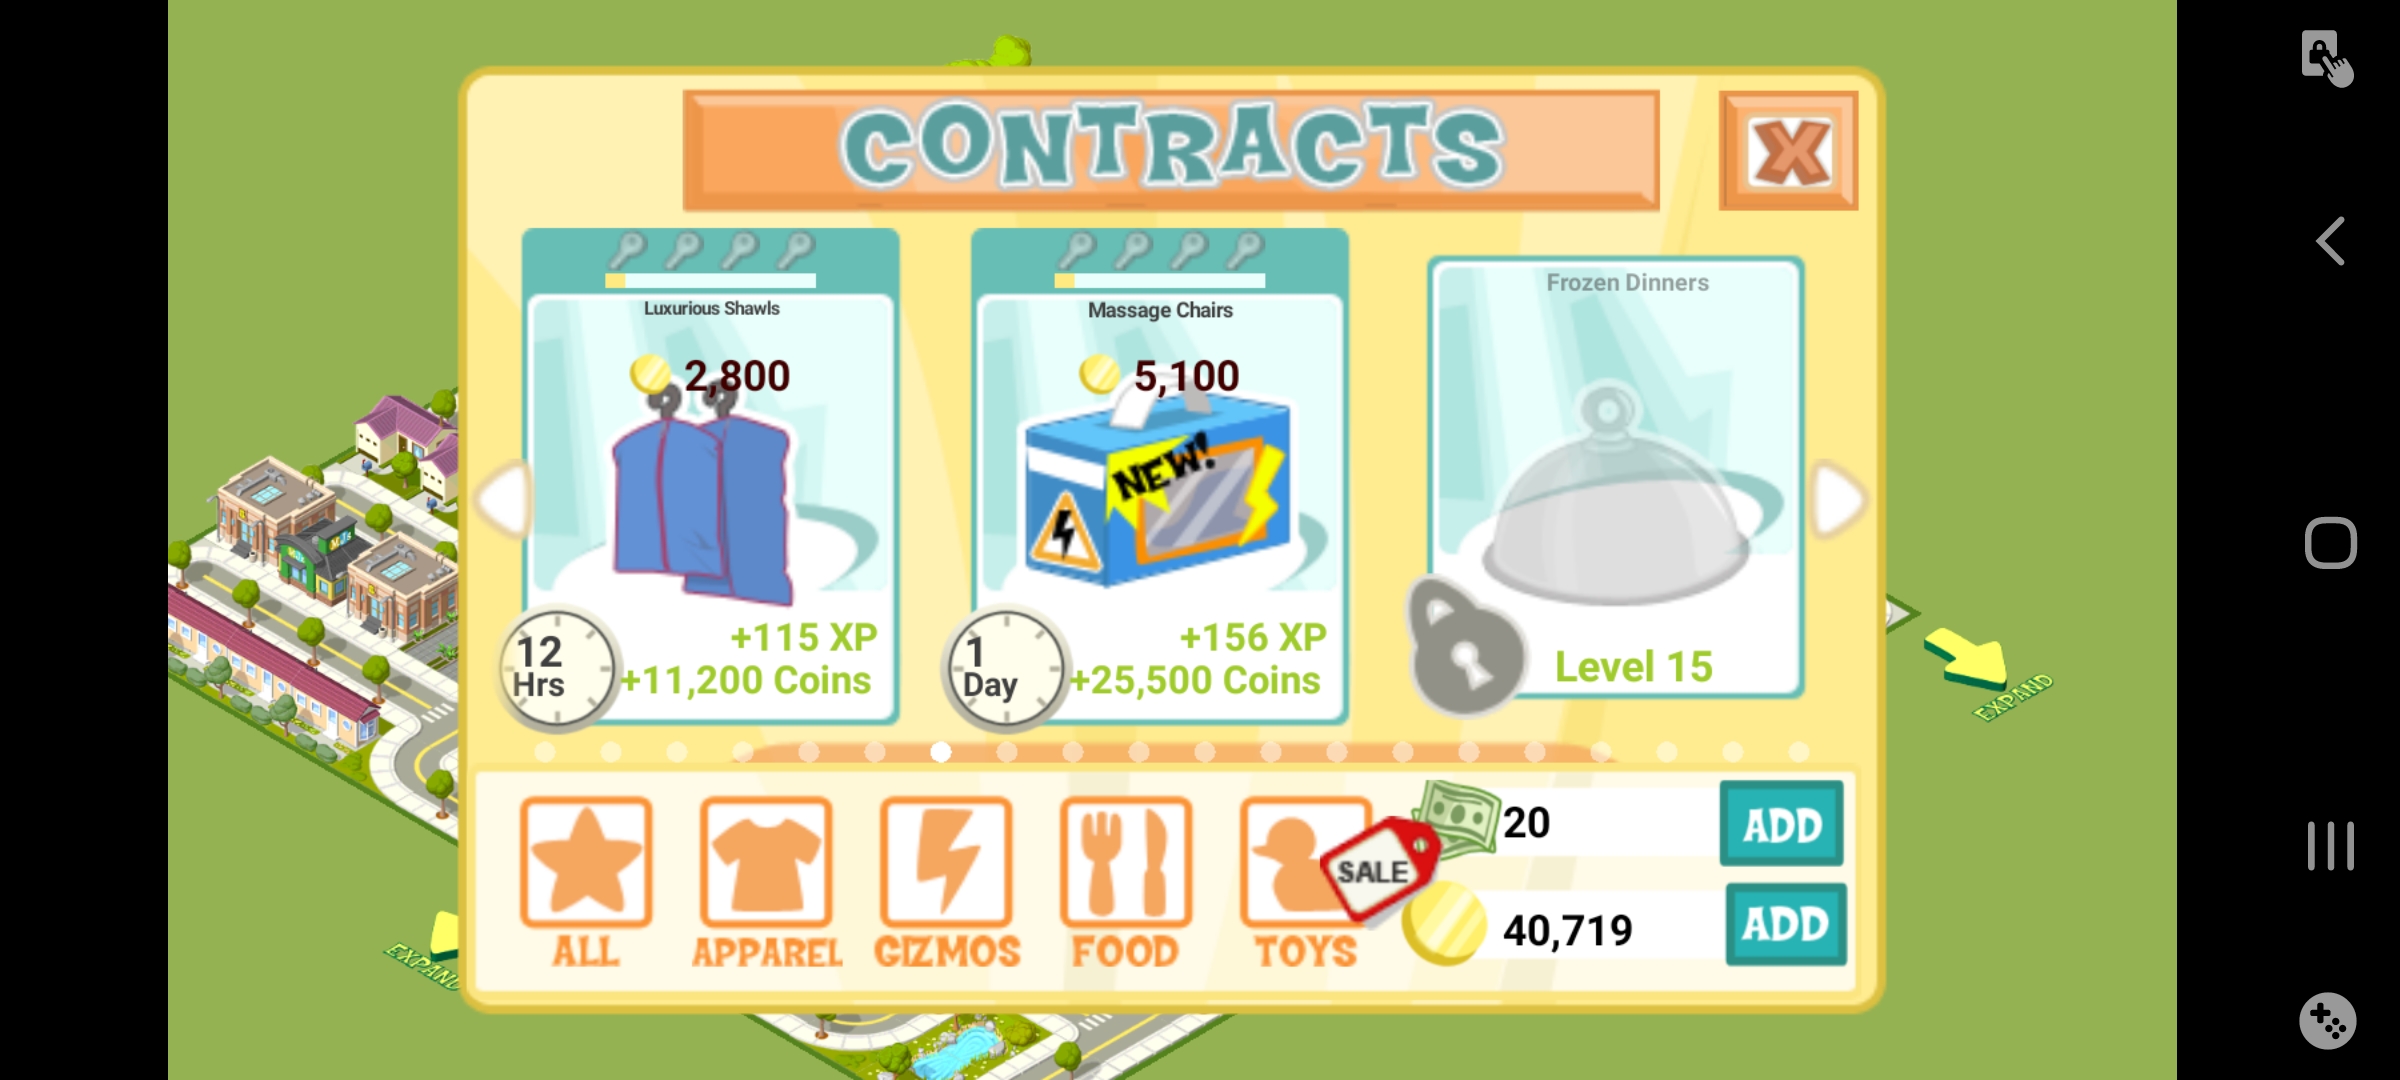 CONTRACTS
X
Luxurious Shawls
2,800
12
Hrs
+115 XP
+11,200 Coins
Massage Chairs
5,100
NEW!
1
Day
+156 XP
+25,500 Coins
Frozen Dinners
Level 15
EXPAND
EXPAND
ALL
APPAREL
GIZMOS
FOOD
TOYS
SALE
20
ADD
40,719
ADD